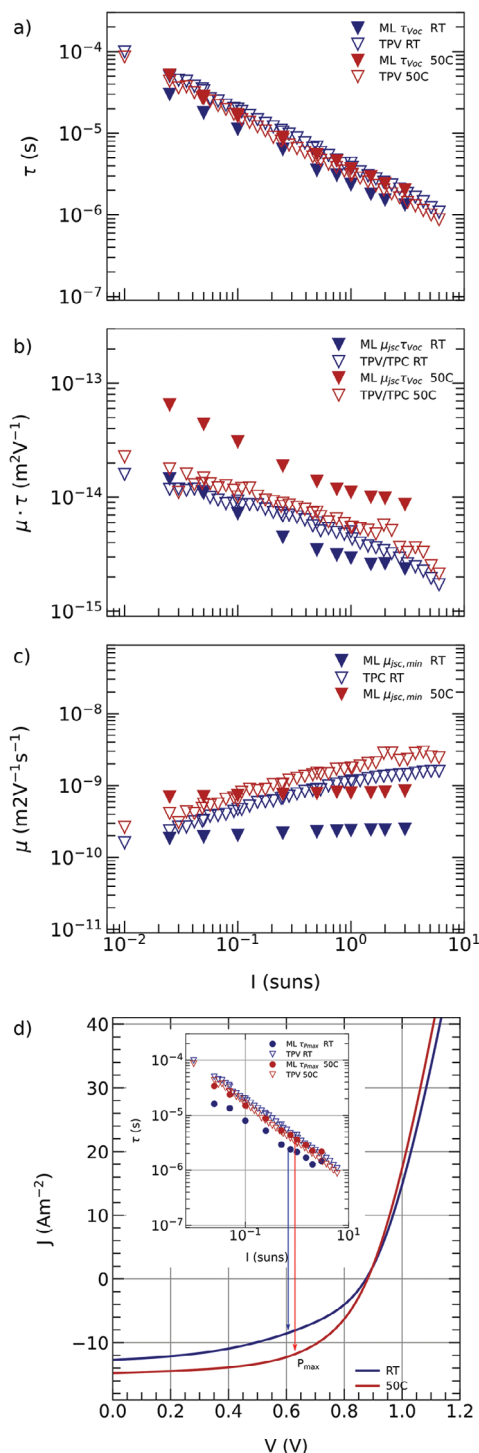 a)
ML τVoc RT
TPV RT
ML τVoc 50C
TPV 50C
10⁻⁴
10⁻⁵
10⁻⁶
10⁻⁷
τ (s)
b)
ML μjscτVoc RT
TPV/TPC RT
ML μjscτVoc 50C
TPV/TPC 50C
10⁻¹³
10⁻¹⁴
10⁻¹⁵
μ · τ (m²V⁻¹)
c)
ML μjsc, min RT
TPC RT
ML μjsc, min 50C
10⁻⁸
10⁻⁹
10⁻¹⁰
10⁻¹¹
μ (m2V⁻¹s⁻¹)
10⁻² 10⁻¹ 10⁰ 10¹
I (suns)
d)
40
30
20
10
0
−10
J (Am⁻²)
ML τPmax RT
TPV RT
ML τPmax 50C
TPV 50C
10⁻⁴
10⁻⁵
10⁻⁶
10⁻⁷
τ (s)
10⁻¹ 10¹
I (suns)
Pmax
RT
50C
0.0 0.2 0.4 0.6 0.8 1.0 1.2
V (V)